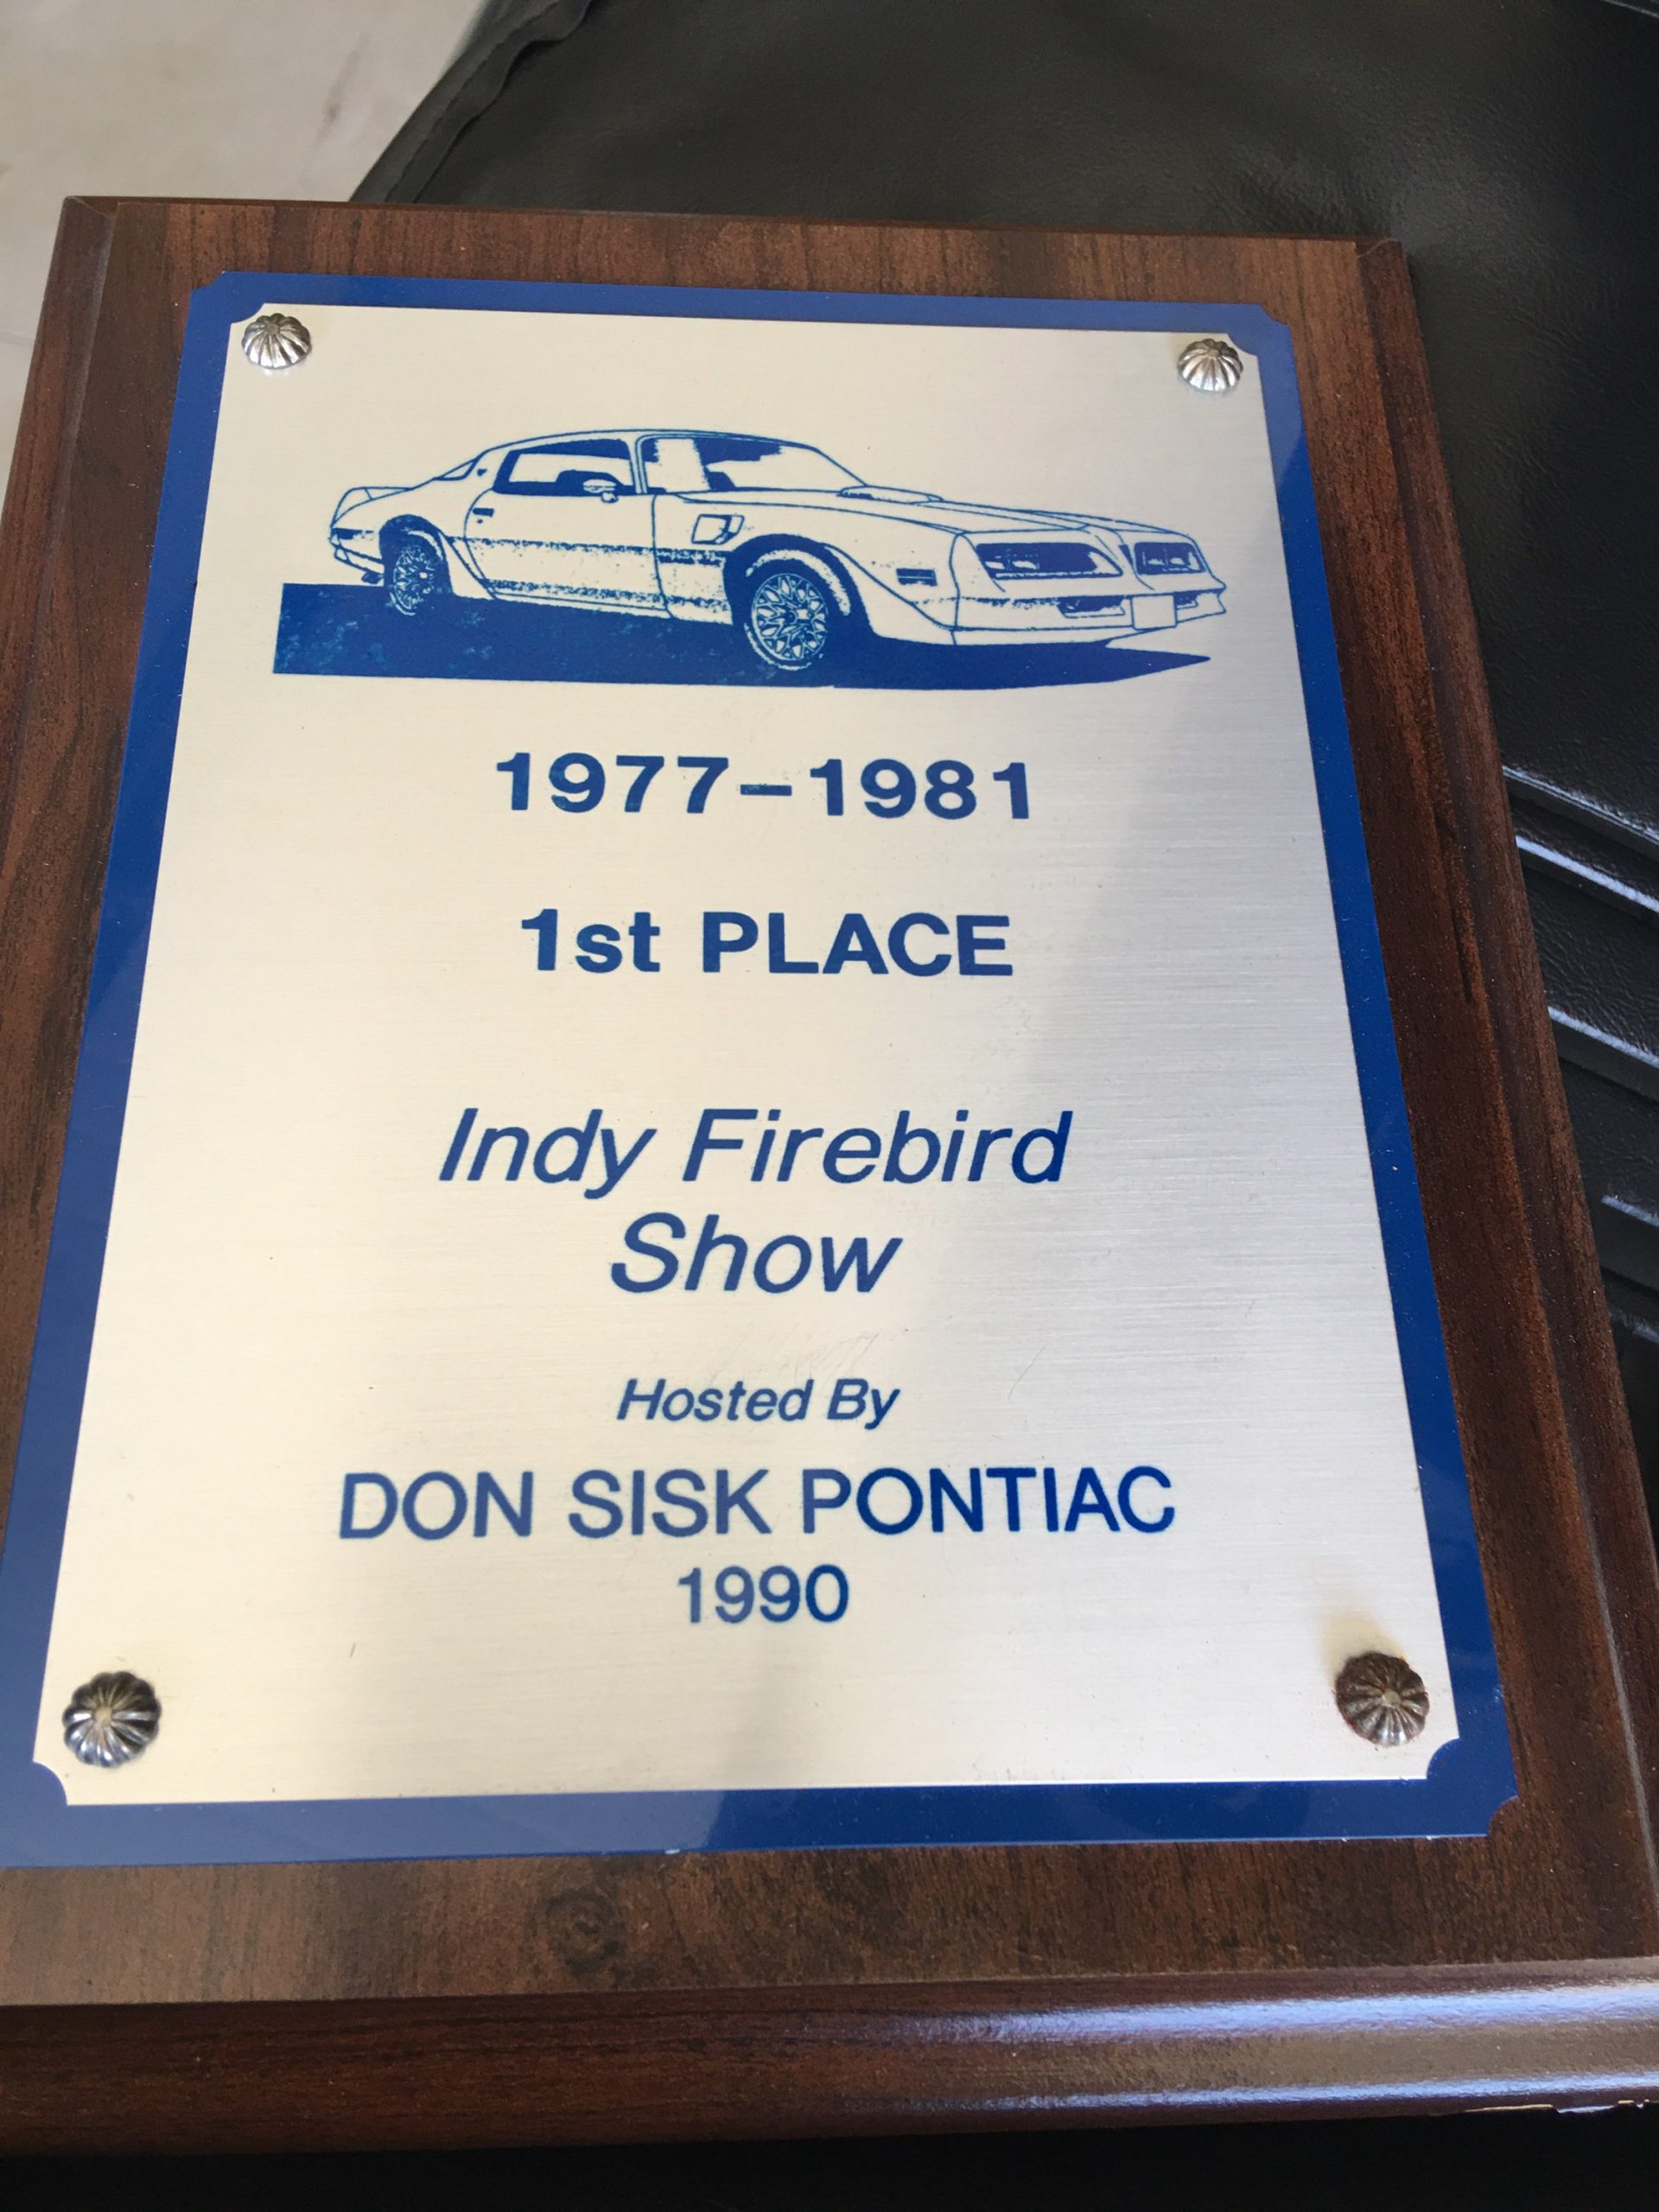 1977–1981
1st PLACE
Indy Firebird
Show
Hosted By
DON SISK PONTIAC
1990